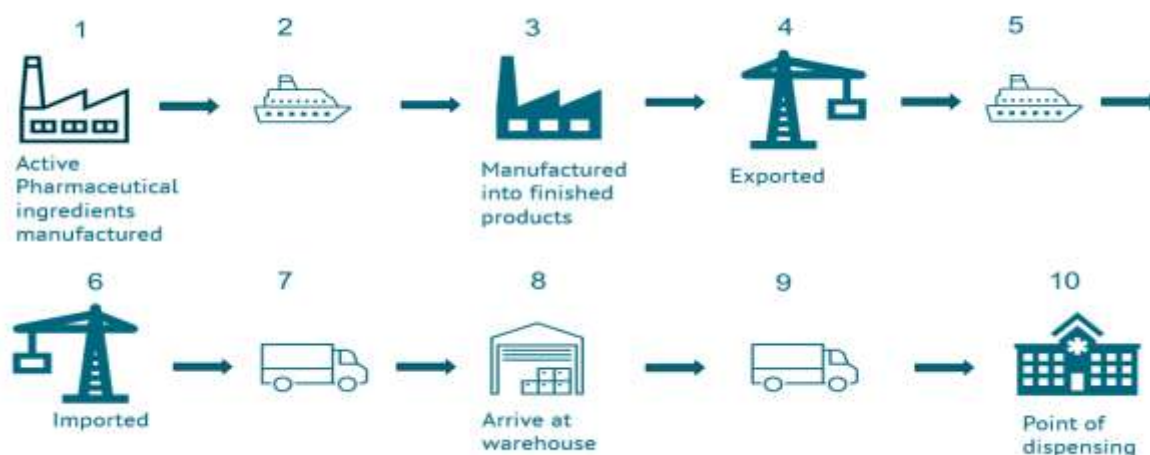 1 2 3 4 5
Active
Pharmaceutical
ingredients
manufactured
Manufactured
into finished
products
Exported
6 7 8 9 10
Imported
Arrive at
warehouse
Point of
dispensing